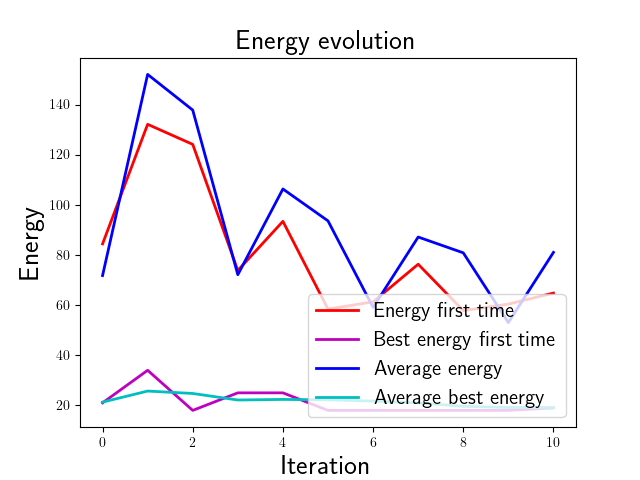 Energy evolution
Energy
140
120
100
80
60
40
20
Energy first time
Best energy first time
Average energy
Average best energy
0 2 4 6 8 10
Iteration